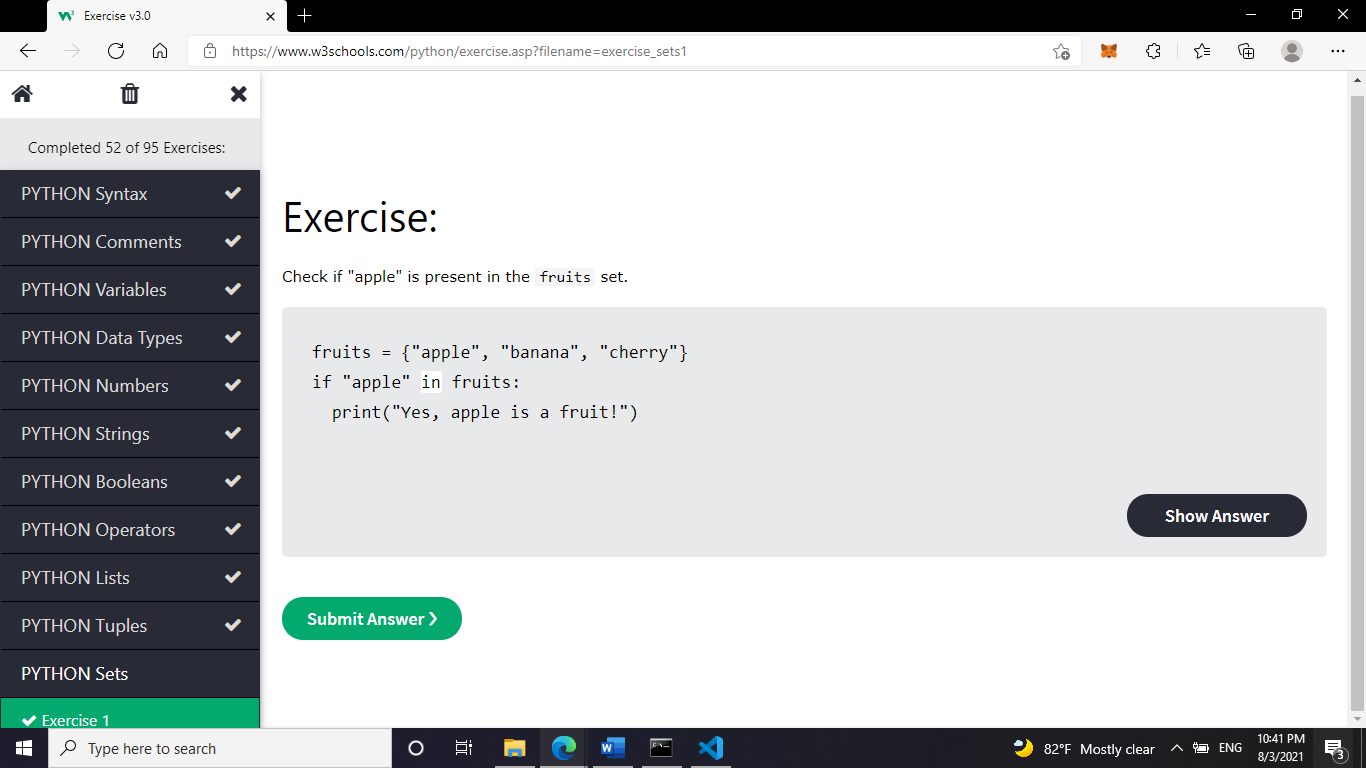 Exercise v3.0
https://www.w3schools.com/python/exercise.asp?filename=exercise_sets1
Completed 52 of 95 Exercises:
PYTHON Syntax
PYTHON Comments
PYTHON Variables
PYTHON Data Types
PYTHON Numbers
PYTHON Strings
PYTHON Booleans
PYTHON Operators
PYTHON Lists
PYTHON Tuples
PYTHON Sets
Exercise 1
Exercise:
Check if "apple" is present in the fruits set.
fruits = {"apple", "banana", "cherry"}
if "apple" in fruits:
  print("Yes, apple is a fruit!")
Show Answer
Submit Answer ❯
Type here to search
82°F Mostly clear
ENG
10:41 PM
8/3/2021
3